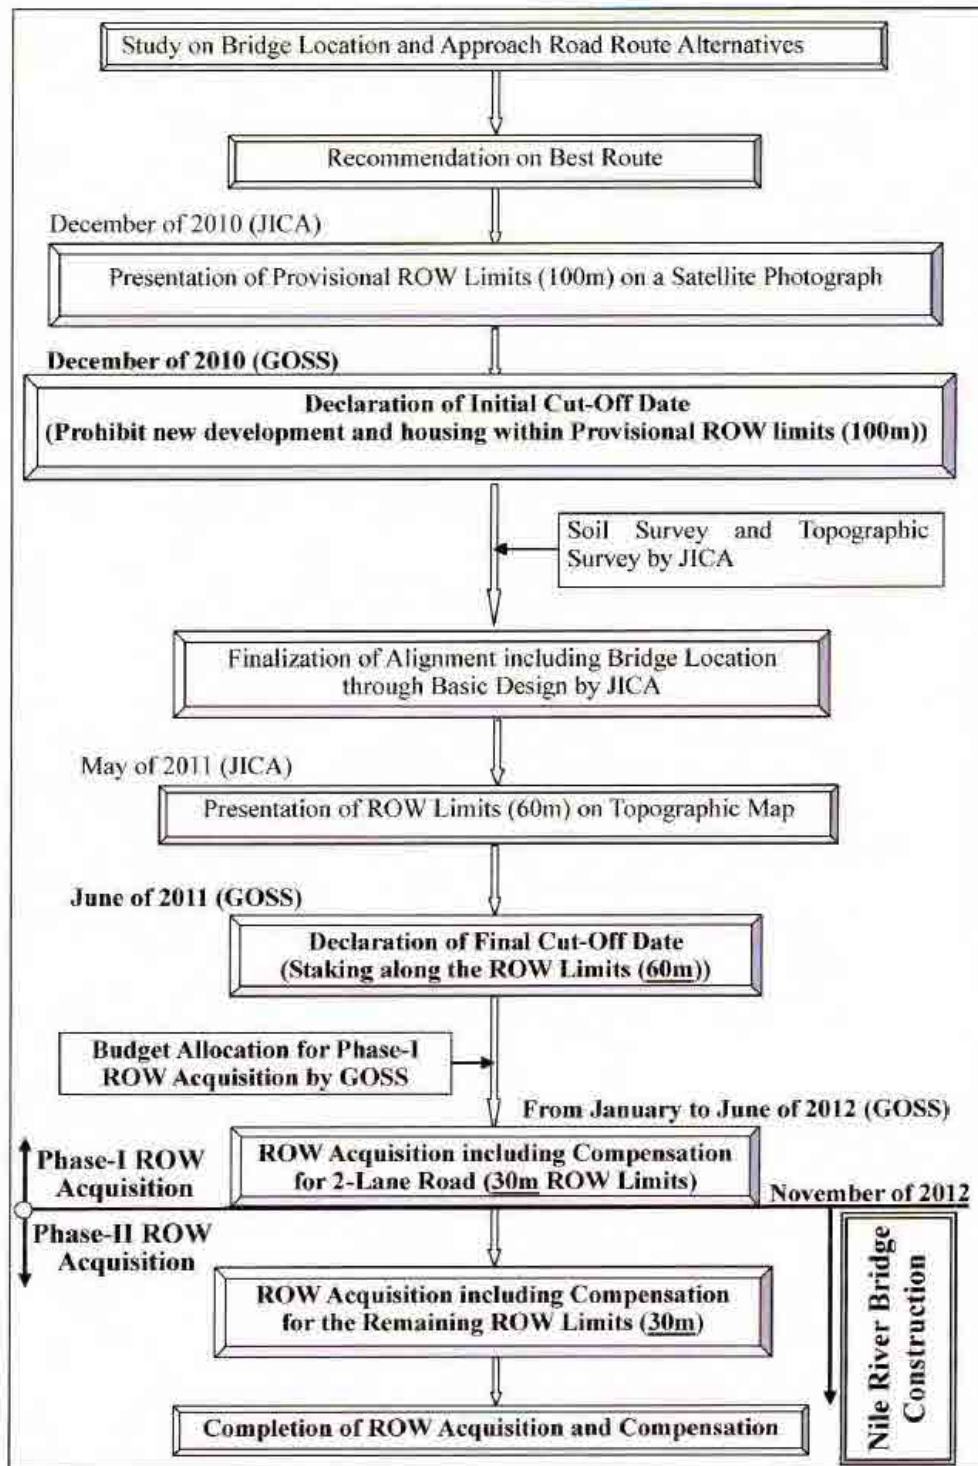 Study on Bridge Location and Approach Road Route Alternatives
Recommendation on Best Route
December of 2010 (JICA)
Presentation of Provisional ROW Limits (100m) on a Satellite Photograph
December of 2010 (GOSS)
Declaration of Initial Cut-Off Date
(Prohibit new development and housing within Provisional ROW limits (100m))
Soil Survey and Topographic
Survey by JICA
Finalization of Alignment including Bridge Location
through Basic Design by JICA
May of 2011 (JICA)
Presentation of ROW Limits (60m) on Topographic Map
June of 2011 (GOSS)
Declaration of Final Cut-Off Date
(Staking along the ROW Limits (60m))
Budget Allocation for Phase-I
ROW Acquisition by GOSS
From January to June of 2012 (GOSS)
Phase-I ROW
Acquisition
ROW Acquisition including Compensation
for 2-Lane Road (30m ROW Limits)
November of 2012
Phase-II ROW
Acquisition
ROW Acquisition including Compensation
for the Remaining ROW Limits (30m)
Nile River Bridge
Construction
Completion of ROW Acquisition and Compensation